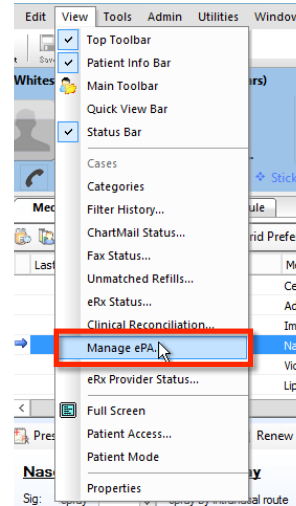 Edit View Tools Admin Utilities Window
Top Toolbar
Whites
Patient Info Bar
rs)
Main Toolbar
Quick View Bar
Status Bar
Cases
Categories
Stick
Med
Filter History...
ule
ChartMail Status...
rid Prefe
Last
Fax Status...
Unmatched Refills...
eRx Status...
Clinical Reconciliation...
Im
Manage ePA.
Na
eRx Provider Status...
Lip
Full Screen
Pres
Patient Access...
Renew
Patient Mode
Nas
y
Properties
Sig:
spray by intranasal route